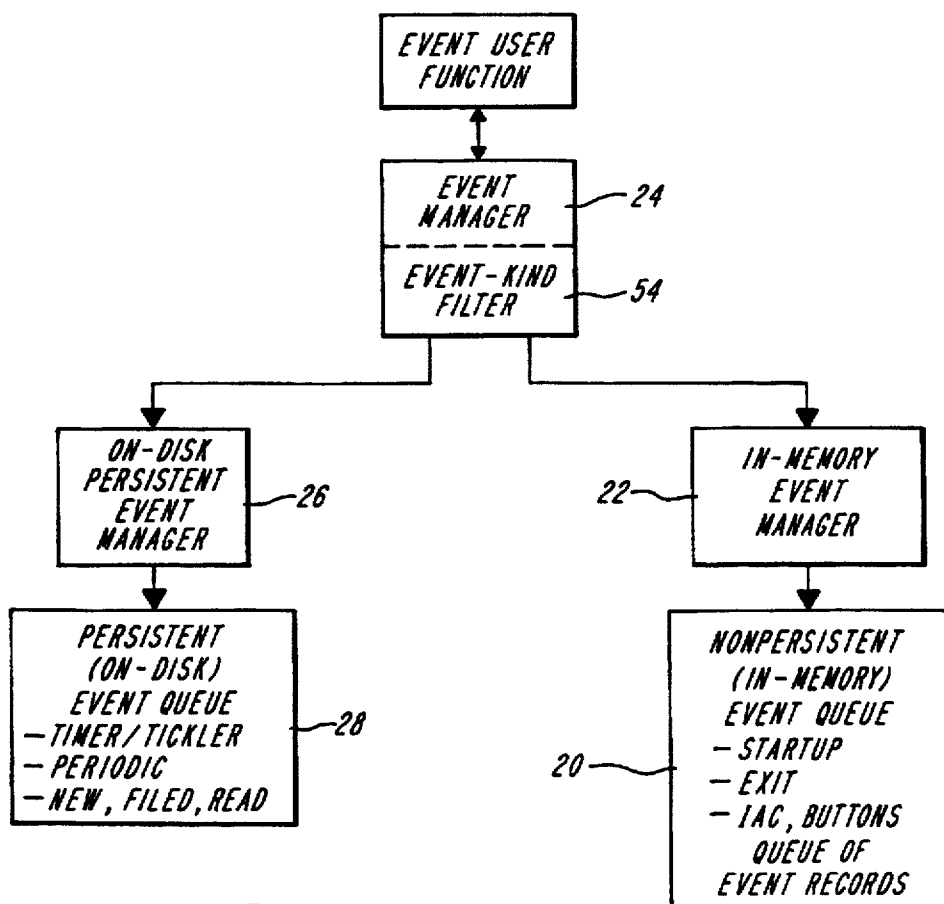 EVENT USER
FUNCTION
EVENT
MANAGER
24
EVENT-KIND
FILTER
54
ON-DISK
PERSISTENT
EVENT
MANAGER
26
IN-MEMORY
EVENT
MANAGER
22
PERSISTENT
(ON-DISK)
EVENT QUEUE
—TIMER/TICKLER
—PERIODIC
—NEW, FILED, READ
28
NONPERSISTENT
(IN-MEMORY)
EVENT QUEUE
— STARTUP
— EXIT
— IAC, BUTTONS
QUEUE OF
EVENT RECORDS
20